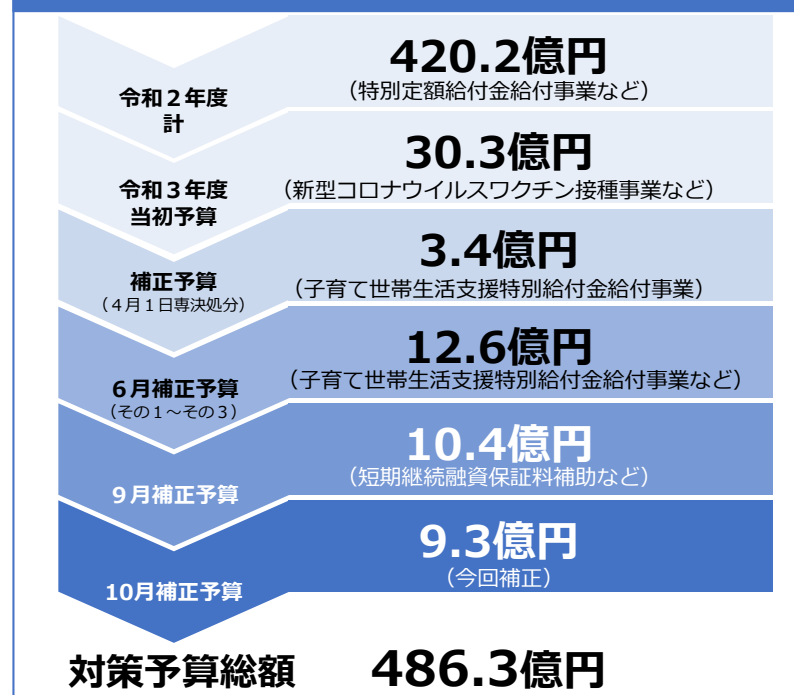 420.2億円
(特別定額給付金給付事業など)
令和２年度
計
30.3億円
(新型コロナウイルスワクチン接種事業など)
令和３年度
当初予算
3.4億円
(子育て世帯生活支援特別給付金給付事業)
補正予算
(４月１日専決処分)
12.6億円
(子育て世帯生活支援特別給付金給付事業など)
６月補正予算
(その１～その３)
10.4億円
(短期継続融資保証料補助など)
９月補正予算
9.3億円
(今回補正)
10月補正予算
対策予算総額 486.3億円